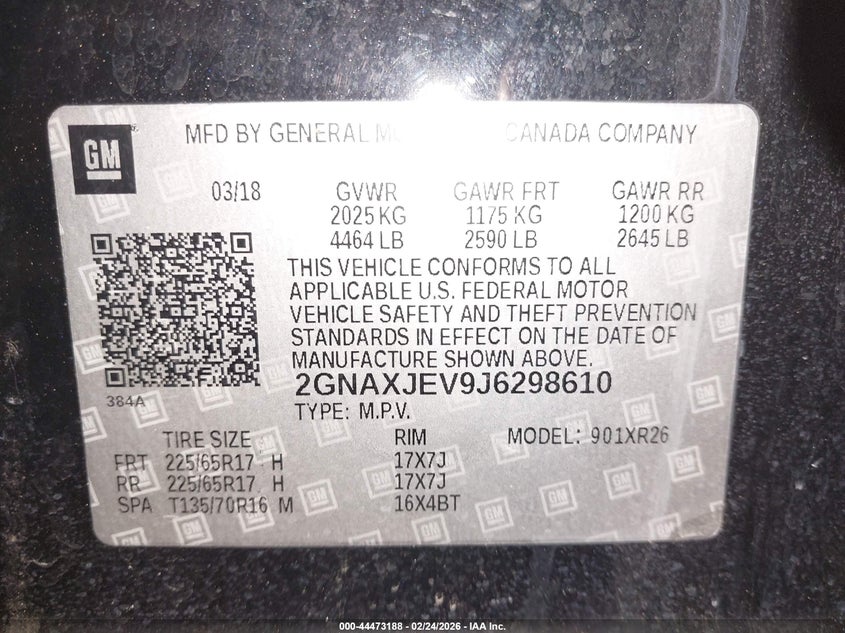 GM
MFD BY GENERAL M CANADA COMPANY
03/18 GVWR GAWR FRT GAWR RR
2025 KG 1175 KG 1200 KG
4464 LB 2590 LB 2645 LB
THIS VEHICLE CONFORMS TO ALL
APPLICABLE U.S. FEDERAL MOTOR
VEHICLE SAFETY AND THEFT PREVENTION
STANDARDS IN EFFECT ON THE DATE OF
MANUFACTURE SHOWN ABOVE.
384A
2GNAXJEV9J6298610
TYPE: M.P.V.
TIRE SIZE RIM MODEL: 901XR26
FRT 225/65R17 H 17X7J
RR 225/65R17 H 17X7J
SPA T135/70R16 M 16X4BT
000-44473188 - 02/24/2026 - IAA Inc.